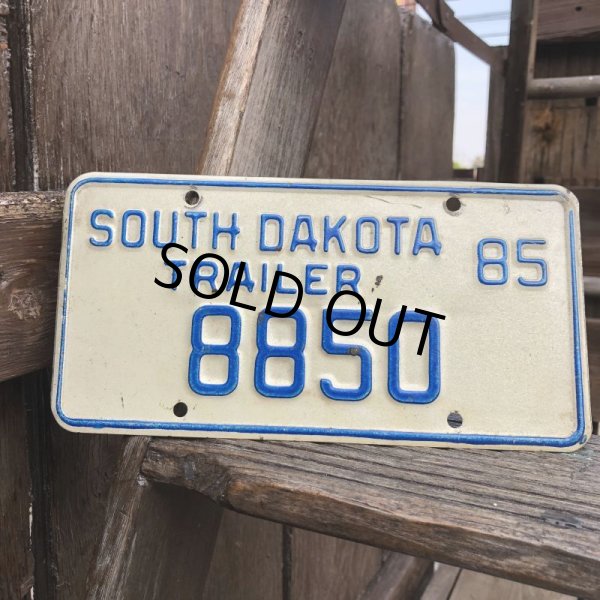 SOUTH DAKOTA 85
TRAILER
SOLD OUT
8850